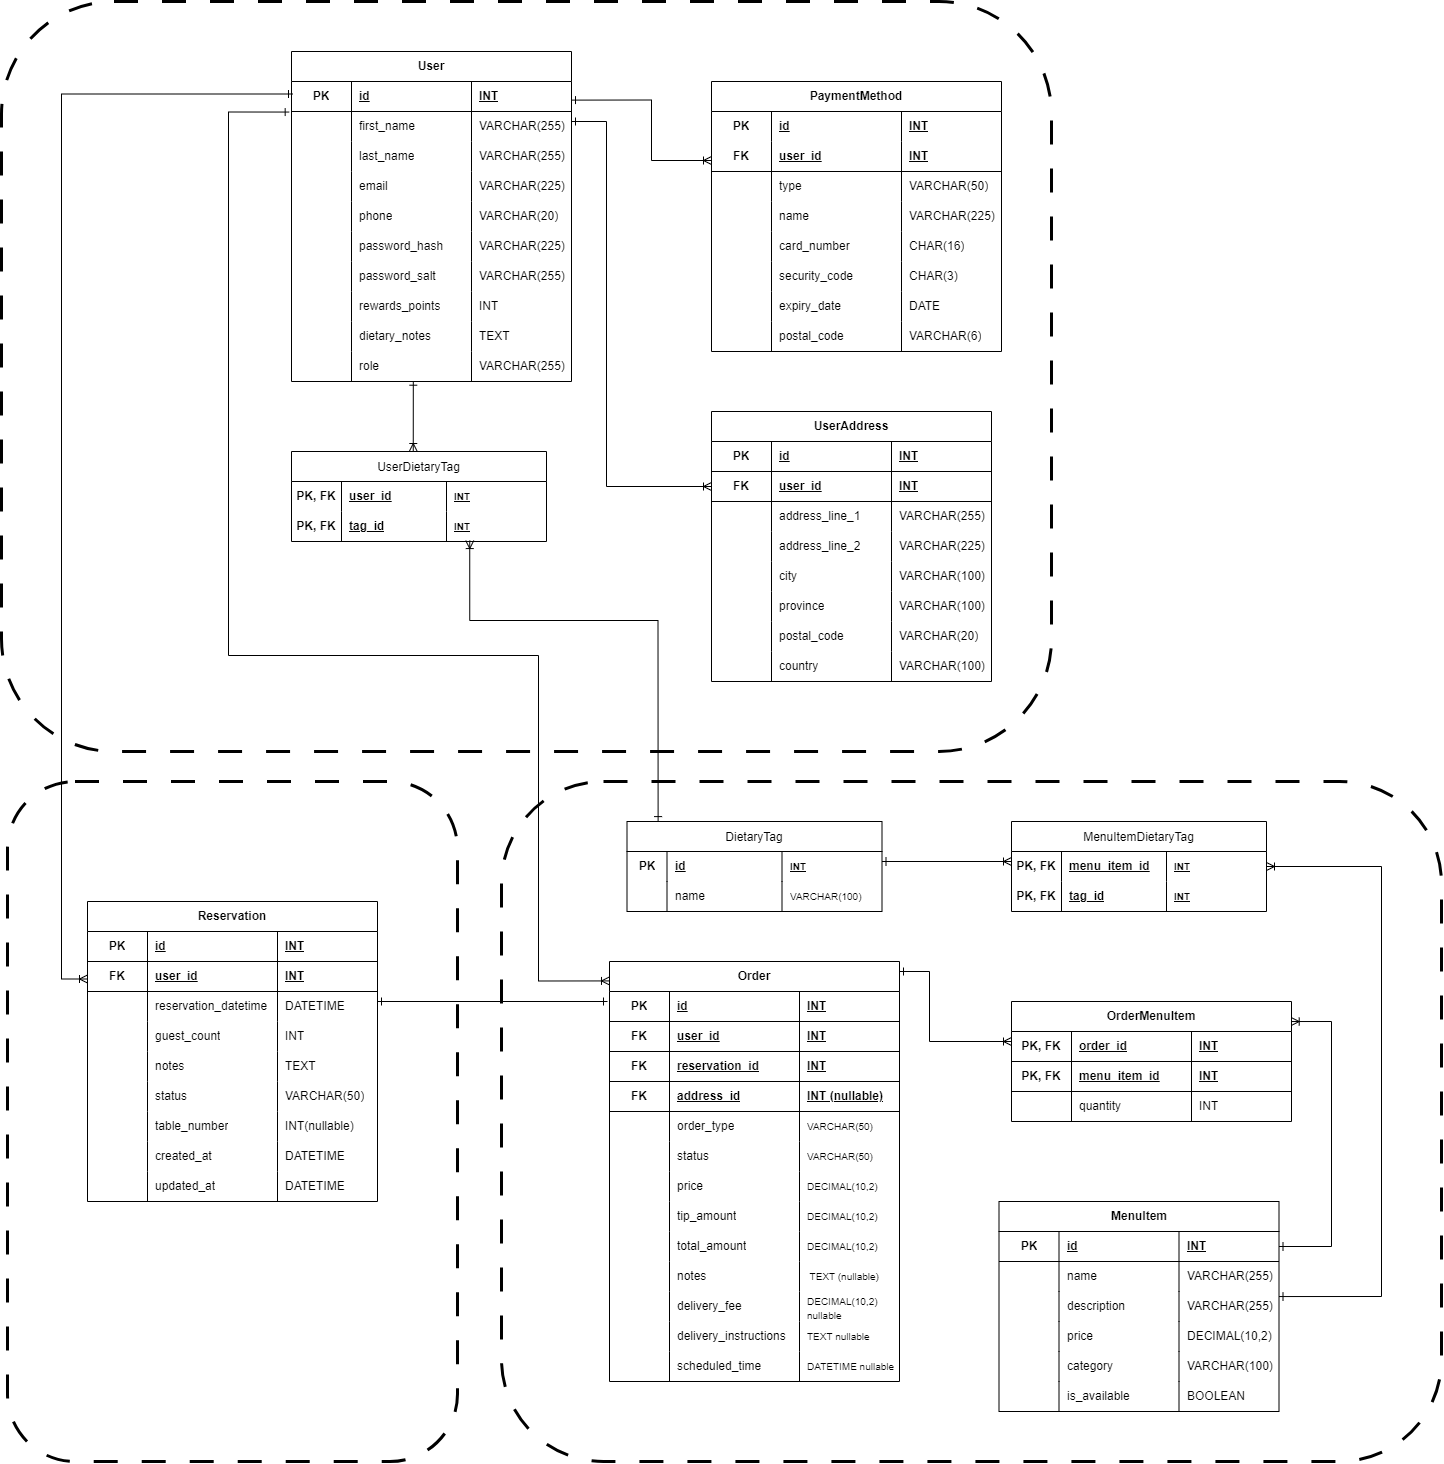 User
PK id INT
first_name VARCHAR(255)
last_name VARCHAR(255)
email VARCHAR(225)
phone VARCHAR(20)
password_hash VARCHAR(225)
password_salt VARCHAR(255)
rewards_points INT
dietary_notes TEXT
role VARCHAR(255)
PaymentMethod
PK id INT
FK user_id INT
type VARCHAR(50)
name VARCHAR(225)
card_number CHAR(16)
security_code CHAR(3)
expiry_date DATE
postal_code VARCHAR(6)
UserAddress
PK id INT
FK user_id INT
address_line_1 VARCHAR(255)
address_line_2 VARCHAR(225)
city VARCHAR(100)
province VARCHAR(100)
postal_code VARCHAR(20)
country VARCHAR(100)
UserDietaryTag
PK, FK user_id INT
PK, FK tag_id INT
DietaryTag
PK id INT
name VARCHAR(100)
MenuItemDietaryTag
PK, FK menu_item_id INT
PK, FK tag_id INT
Reservation
PK id INT
FK user_id INT
reservation_datetime DATETIME
guest_count INT
notes TEXT
status VARCHAR(50)
table_number INT(nullable)
created_at DATETIME
updated_at DATETIME
Order
PK id INT
FK user_id INT
FK reservation_id INT
FK address_id INT (nullable)
order_type VARCHAR(50)
status VARCHAR(50)
price DECIMAL(10,2)
tip_amount DECIMAL(10,2)
total_amount DECIMAL(10,2)
notes TEXT (nullable)
delivery_fee DECIMAL(10,2)
nullable
delivery_instructions TEXT nullable
scheduled_time DATETIME nullable
OrderMenuItem
PK, FK order_id INT
PK, FK menu_item_id INT
quantity INT
MenuItem
PK id INT
name VARCHAR(255)
description VARCHAR(255)
price DECIMAL(10,2)
category VARCHAR(100)
is_available BOOLEAN